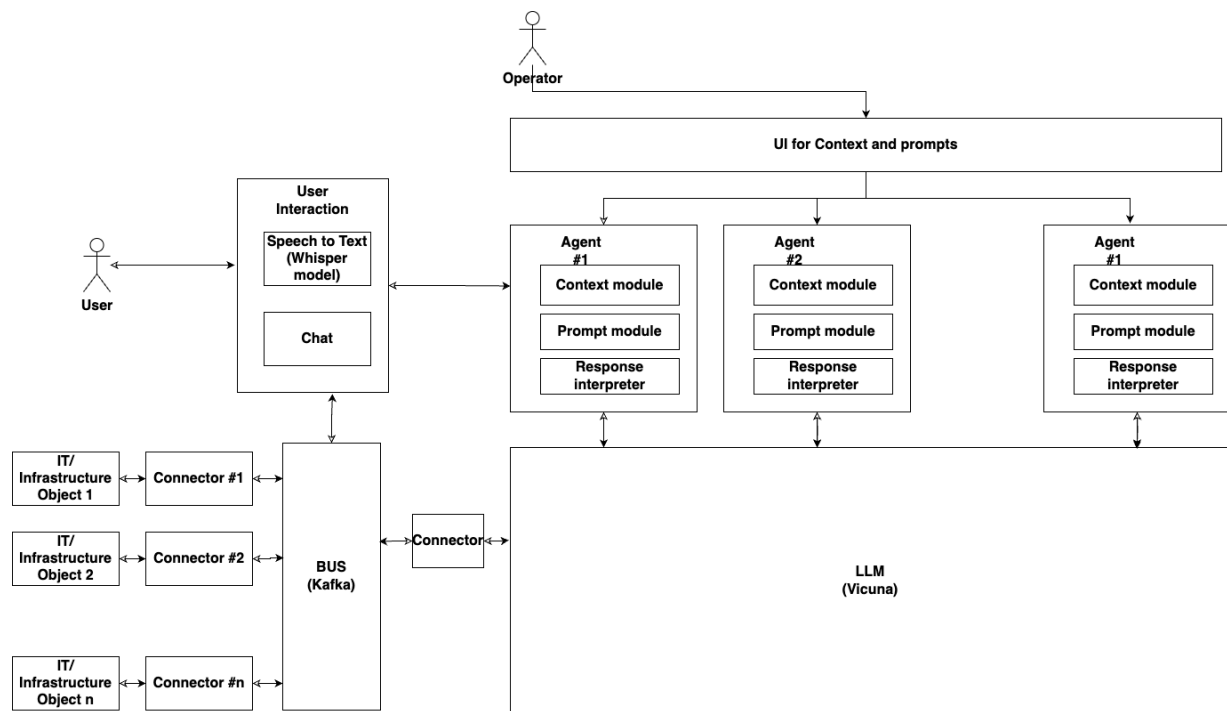 Operator
UI for Context and prompts
User
Interaction
Speech to Text
(Whisper
model)
Chat
User
Agent
#1
Context module
Prompt module
Response
interpreter
Agent
#2
Context module
Prompt module
Response
interpreter
Agent
#1
Context module
Prompt module
Response
interpreter
IT/
Infrastructure
Object 1
Connector #1
IT/
Infrastructure
Object 2
Connector #2
IT/
Infrastructure
Object n
Connector #n
BUS
(Kafka)
Connector
LLM
(Vicuna)